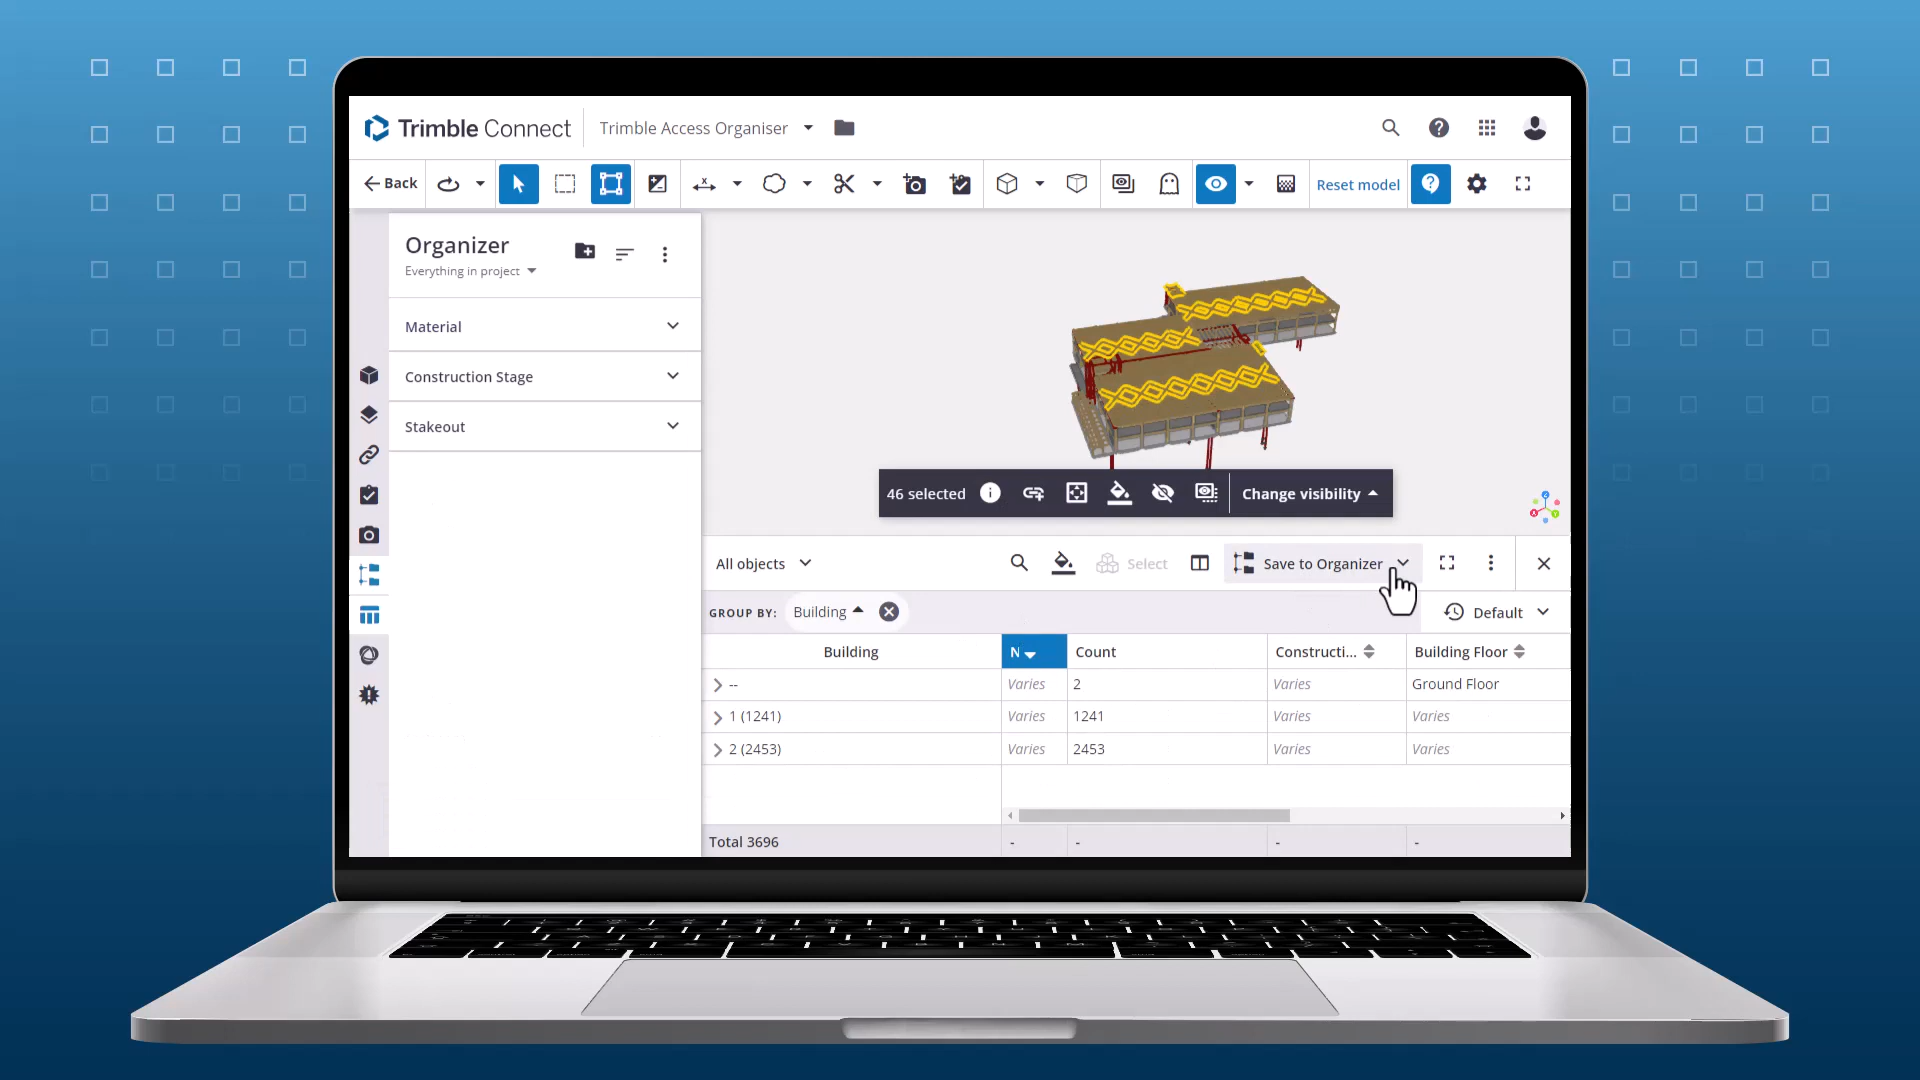 Trimble Connect
Trimble Access Organiser
Back
Reset model
Organizer
Everything in project
Material
Construction Stage
Stakeout
46 selected
Change visibility
All objects
Select
Save to Organizer
GROUP BY:
Building
Default
Building
N
Count
Constructi...
Building Floor
--
Varies
2
Varies
Ground Floor
1 (1241)
Varies
1241
Varies
Varies
2 (2453)
Varies
2453
Varies
Varies
Total 3696
-
-
-
-